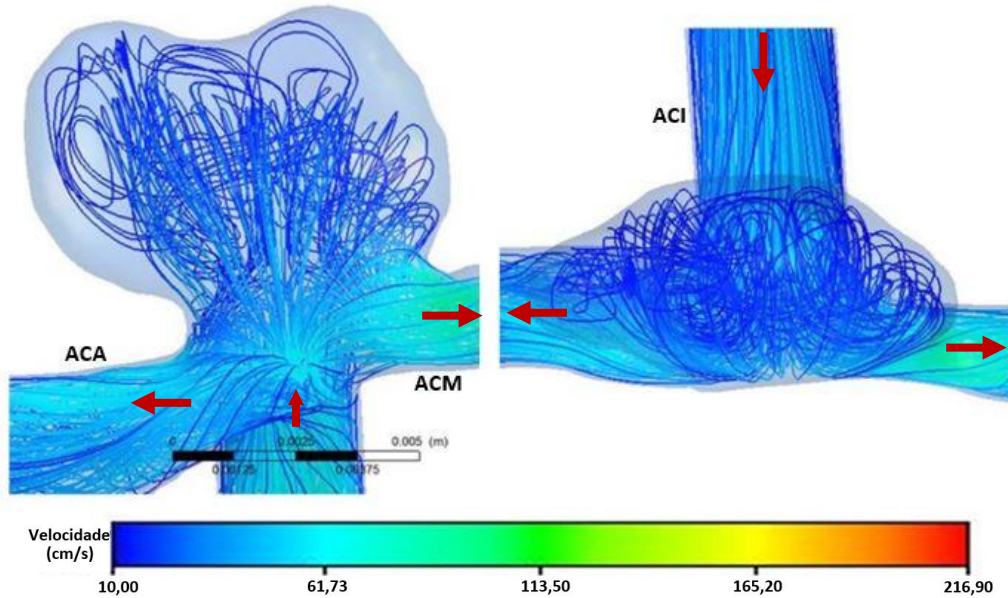 ACI
ACA
ACM
0 0.0025 0.005 (m)
0.00125 0.00375
Velocidade
(cm/s)
10,00 61,73 113,50 165,20 216,90